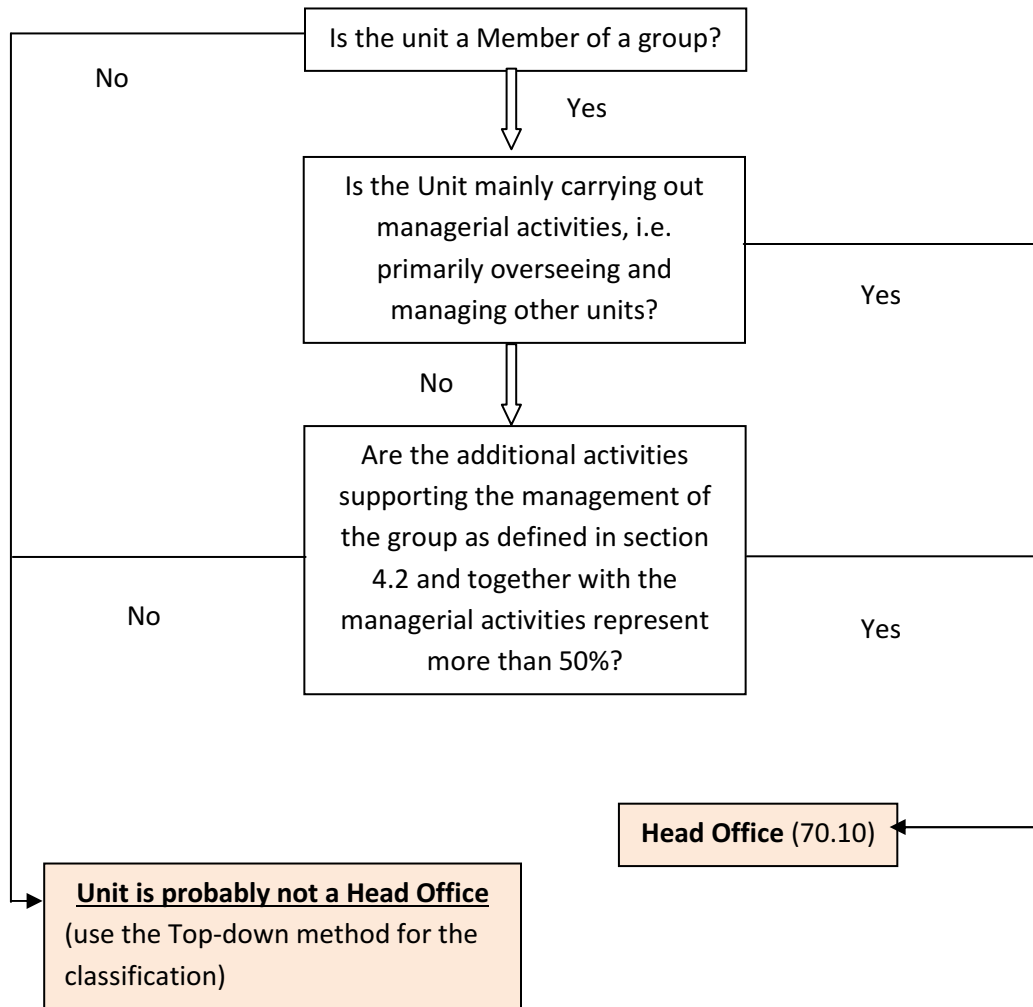 Is the unit a Member of a group?
No
Yes
Is the Unit mainly carrying out
managerial activities, i.e.
primarily overseeing and
managing other units?
Yes
No
Are the additional activities
supporting the management of
the group as defined in section
4.2 and together with the
managerial activities represent
more than 50%?
No
Yes
Head Office (70.10)
Unit is probably not a Head Office
(use the Top-down method for the
classification)